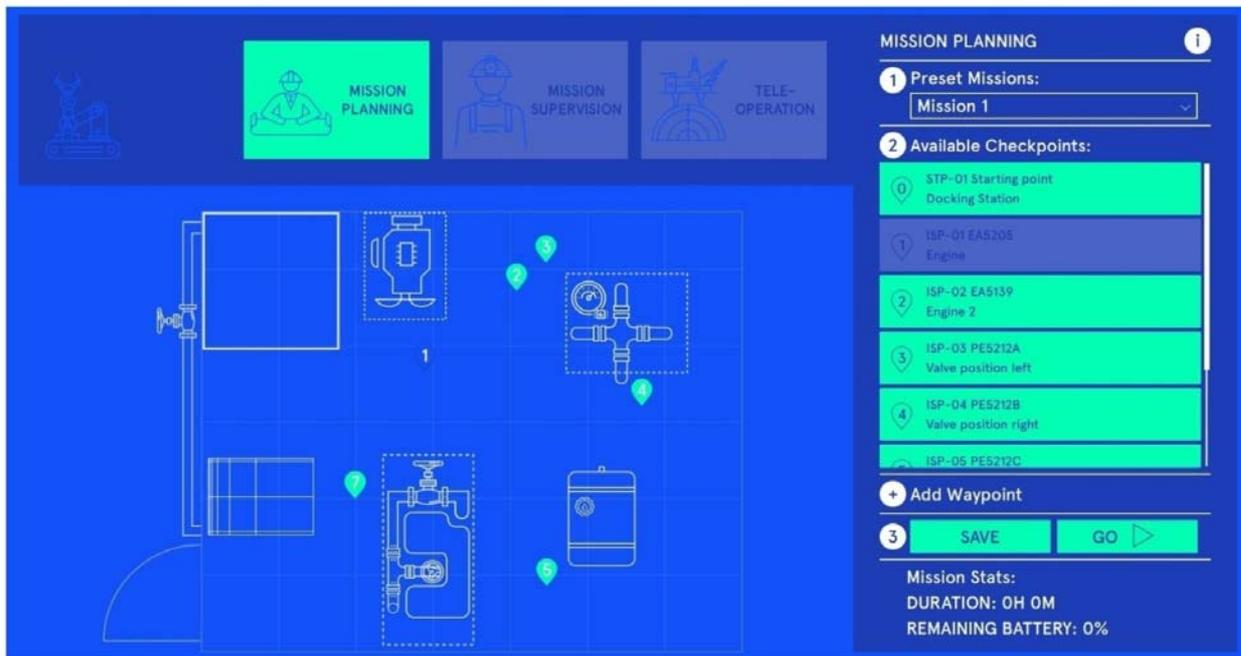 MISSION
PLANNING
MISSION
SUPERVISION
TELE-
OPERATION
3
2
1
4
7
5
MISSION PLANNING
i
1 Preset Missions:
Mission 1
2 Available Checkpoints:
0 STP-01 Starting point
Docking Station
1 ISP-01 EA5205
Engine
2 ISP-02 EA5139
Engine 2
3 ISP-03 PE5212A
Valve position left
4 ISP-04 PE5212B
Valve position right
ISP-05 PE5212C
+ Add Waypoint
3 SAVE GO
Mission Stats:
DURATION: 0H 0M
REMAINING BATTERY: 0%